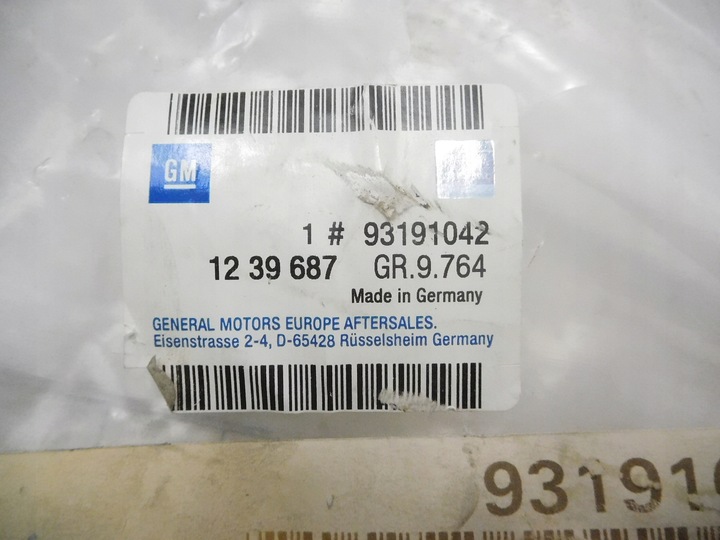 GM
1 # 93191042
12 39 687 GR.9.764
Made in Germany
GENERAL MOTORS EUROPE AFTERSALES.
Eisenstrasse 2-4, D-65428 Rüsselsheim Germany
93191